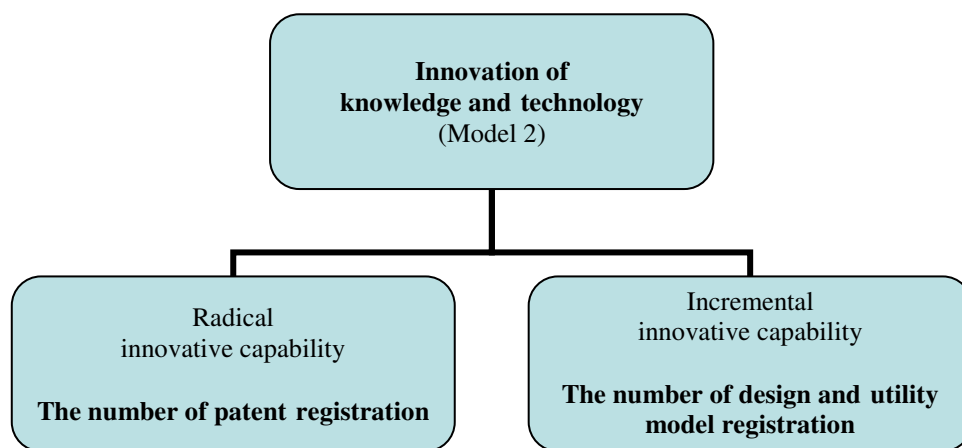 Innovation of
knowledge and technology
(Model 2)
Radical
innovative capability
The number of patent registration
Incremental
innovative capability
The number of design and utility
model registration